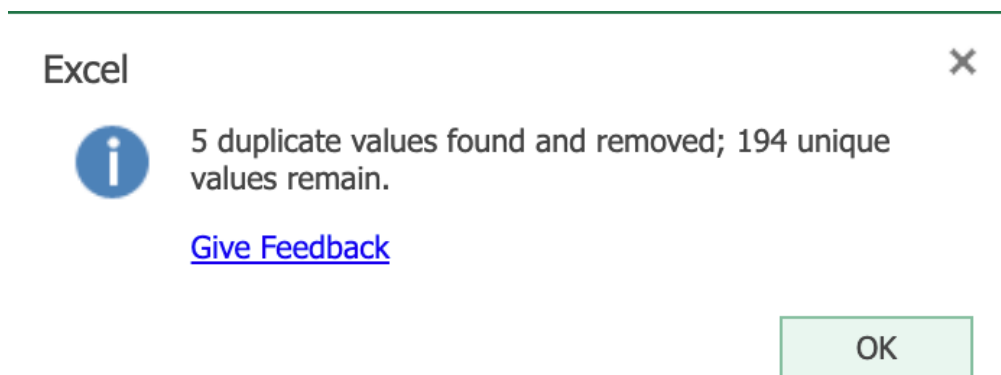 Excel
5 duplicate values found and removed; 194 unique
values remain.
Give Feedback
OK